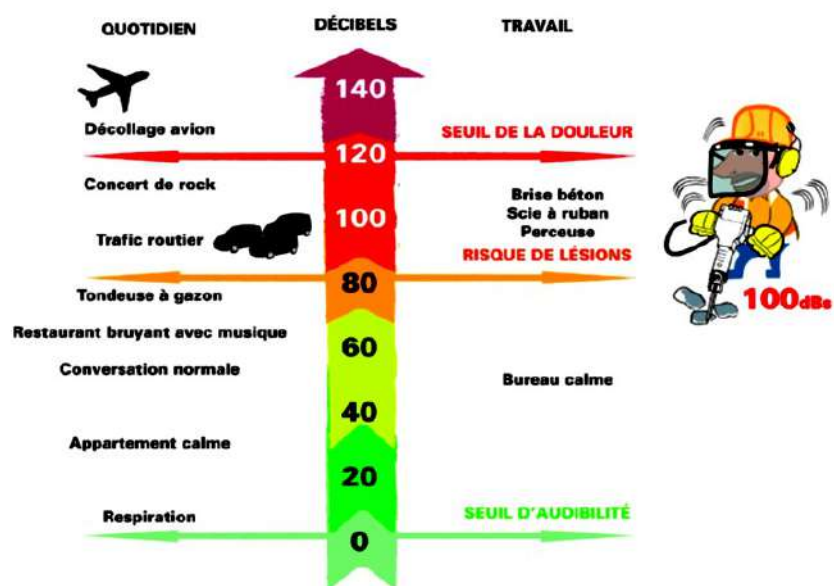 QUOTIDIEN
DÉCIBELS
TRAVAIL
140
Décollage avion
SEUIL DE LA DOULEUR
120
Concert de rock
Brise béton
Scie à ruban
Perceuse
100
Trafic routier
RISQUE DE LÉSIONS
80
100dBs
Tondeuse à gazon
Restaurant bruyant avec musique
60
Conversation normale
Bureau calme
40
Appartement calme
20
Respiration
SEUIL D'AUDIBILITÉ
0